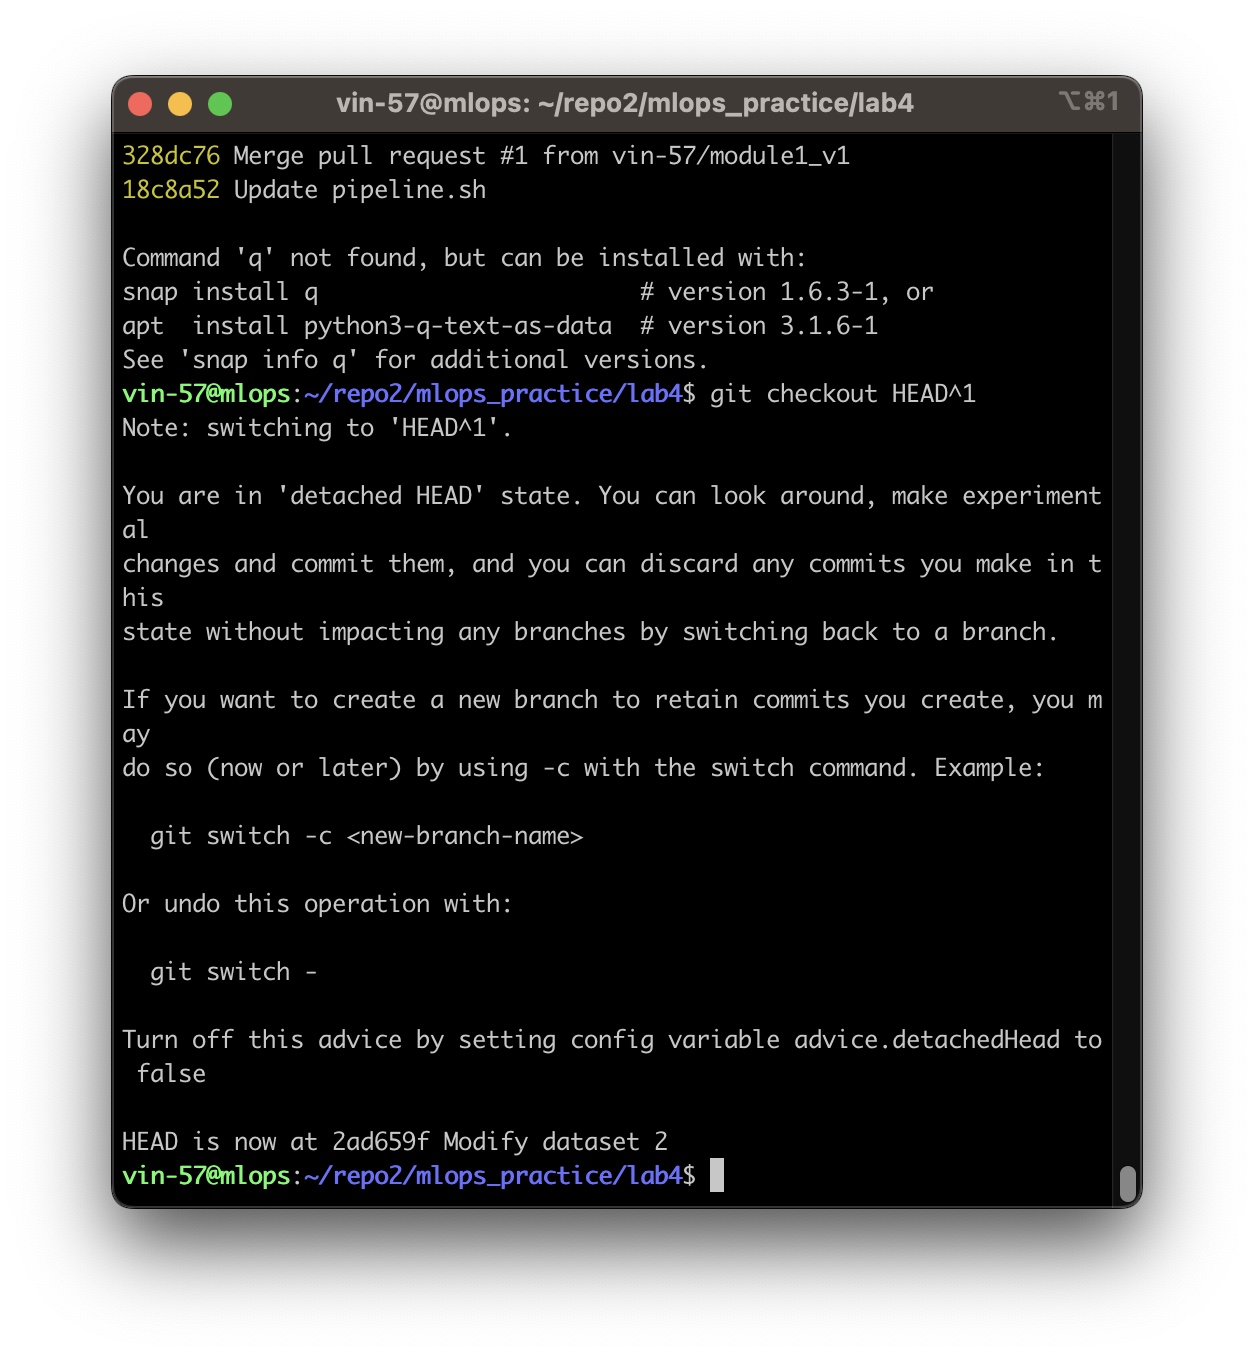 vin-57@mlops: ~/repo2/mlops_practice/lab4 ⌥⌘1
328dc76 Merge pull request #1 from vin-57/module1_v1
18c8a52 Update pipeline.sh
Command 'q' not found, but can be installed with:
snap install q                       # version 1.6.3-1, or
apt  install python3-q-text-as-data  # version 3.1.6-1
See 'snap info q' for additional versions.
vin-57@mlops:~/repo2/mlops_practice/lab4$ git checkout HEAD^1
Note: switching to 'HEAD^1'.
You are in 'detached HEAD' state. You can look around, make experiment
al
changes and commit them, and you can discard any commits you make in t
his
state without impacting any branches by switching back to a branch.
If you want to create a new branch to retain commits you create, you m
ay
do so (now or later) by using -c with the switch command. Example:
  git switch -c <new-branch-name>
Or undo this operation with:
  git switch -
Turn off this advice by setting config variable advice.detachedHead to
 false
HEAD is now at 2ad659f Modify dataset 2
vin-57@mlops:~/repo2/mlops_practice/lab4$